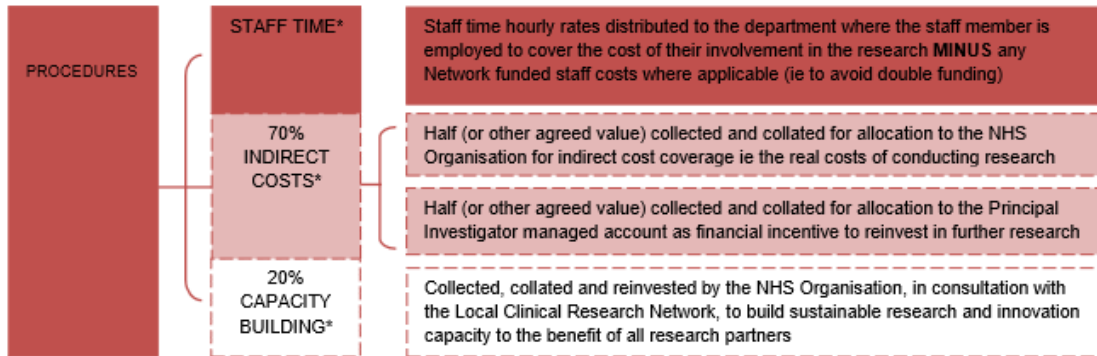 PROCEDURES
STAFF TIME*
Staff time hourly rates distributed to the department where the staff member is
employed to cover the cost of their involvement in the research MINUS any
Network funded staff costs where applicable (ie to avoid double funding)
70%
INDIRECT
COSTS*
Half (or other agreed value) collected and collated for allocation to the NHS
Organisation for indirect cost coverage ie the real costs of conducting research
Half (or other agreed value) collected and collated for allocation to the Principal
Investigator managed account as financial incentive to reinvest in further research
20%
CAPACITY
BUILDING*
Collected, collated and reinvested by the NHS Organisation, in consultation with
the Local Clinical Research Network, to build sustainable research and innovation
capacity to the benefit of all research partners